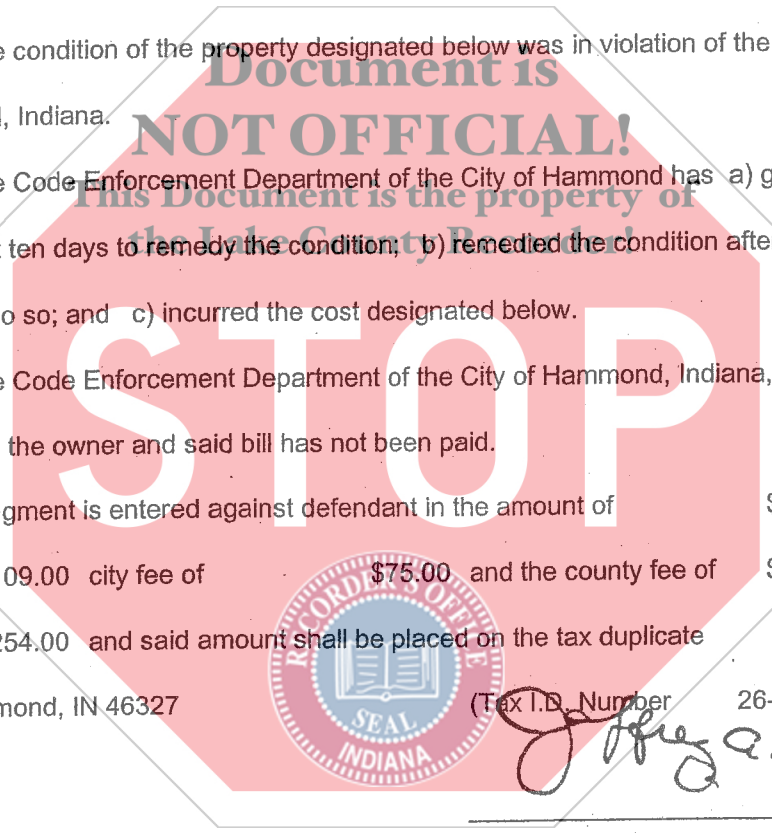 e condition of the property designated below was in violation of the
Document is
, Indiana.
NOT OFFICIAL!
e Code Enforcement Department of the City of Hammond has a) g
This Document is the property of
ten days to remedy the condition; b) remedied the condition afte
the Lake County Recorder!
o so; and c) incurred the cost designated below.
STOP
e Code Enforcement Department of the City of Hammond, Indiana,
the owner and said bill has not been paid.
gment is entered against defendant in the amount of $
09.00 city fee of $75.00 and the county fee of $
254.00 and said amount shall be placed on the tax duplicate
mond, IN 46327 (Tax I.D. Number 26-
RECORDER'S OFFICE
SEAL
INDIANA
Jeffrey A.